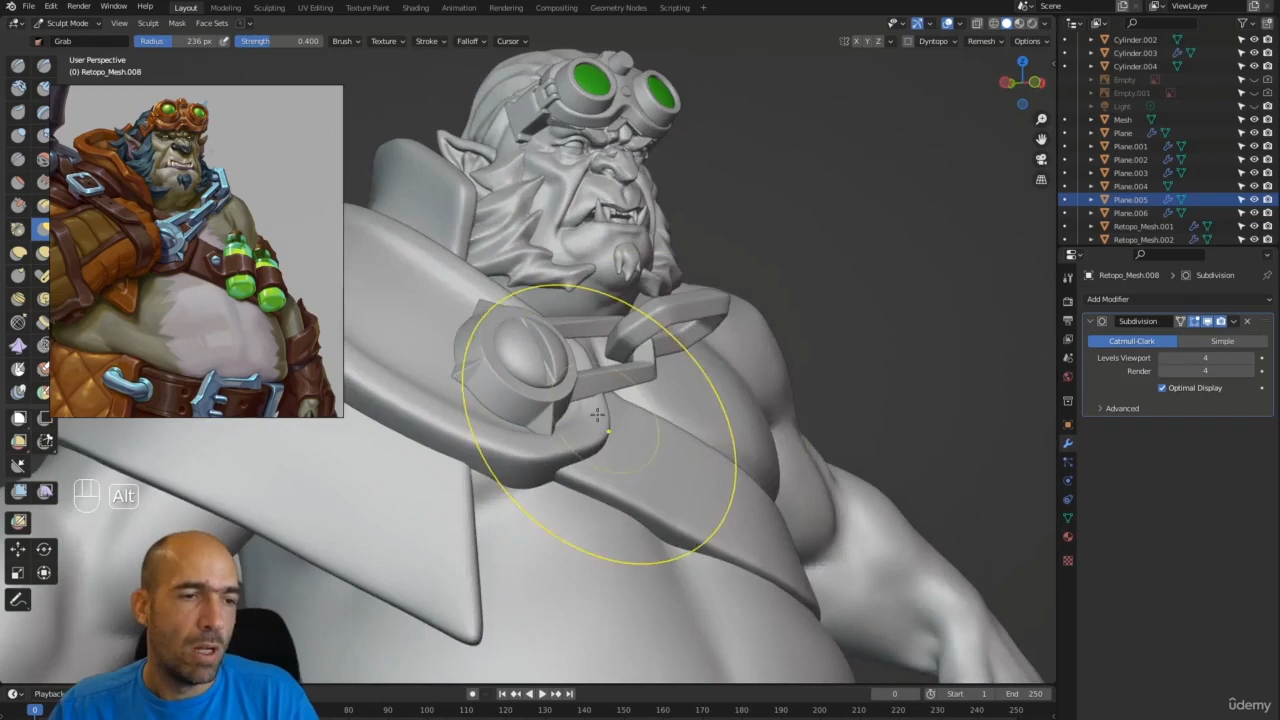 File Edit Render Window Help Layout Modeling Sculpting UV Editing Texture Paint Shading Animation Rendering Compositing Geometry Nodes Scripting + Scene ViewLayer
Sculpt Mode View Sculpt Mask Face Sets X Y Z Dyntopo Remesh Options
Grab Radius 236 px Strength 0.400 Brush Texture Stroke Falloff Cursor
User Perspective
(0) Retopo_Mesh.008
Z
Cylinder.002
Cylinder.003
Cylinder.004
Empty
Empty.001
Light
Mesh
Plane
Plane.001
Plane.002
Plane.003
Plane.004
Plane.005
Plane.006
Retopo_Mesh.001
Retopo_Mesh.002
Retopo_Mesh.008 > Subdivision
Add Modifier
Subdivision
Catmull-Clark Simple
Levels Viewport 4
Render 4
Optimal Display
Advanced
Alt
Playback
0 Start 1 End 250
0 80 90 100 110 120 130 140 150 160 170 180 190 200 210 220 230 240 250
ûdemy